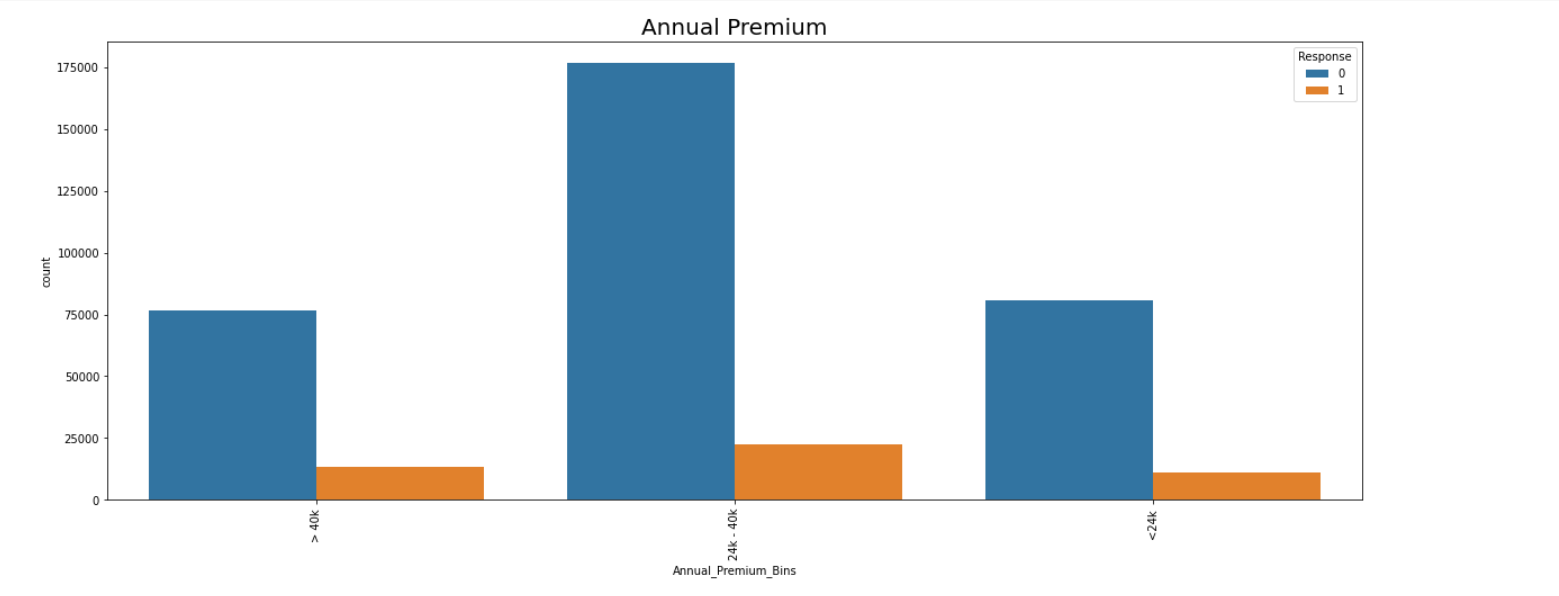 Annual Premium
Response
0
1
175000
150000
125000
100000
75000
50000
25000
0
count
> 40k
24k - 40k
<24k
Annual_Premium_Bins